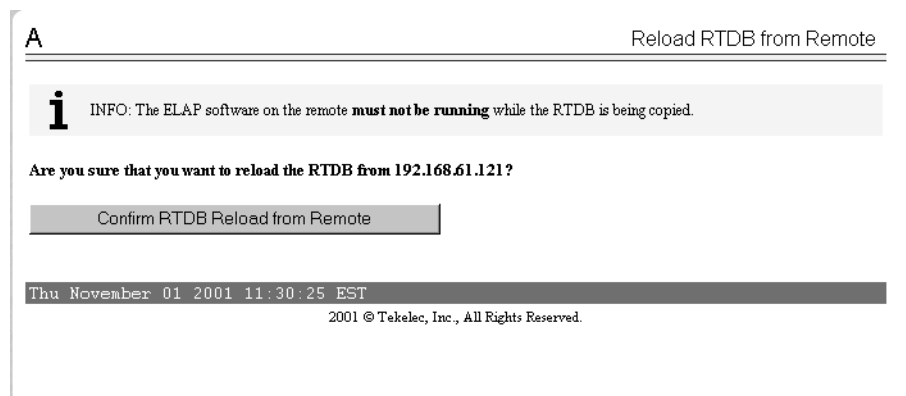 A
Reload RTDB from Remote
i
INFO: The ELAP software on the remote must not be running while the RTDB is being copied.
Are you sure that you want to reload the RTDB from 192.168.61.121?
Confirm RTDB Reload from Remote
Thu November 01 2001 11:30:25 EST
2001 © Tekelec, Inc., All Rights Reserved.